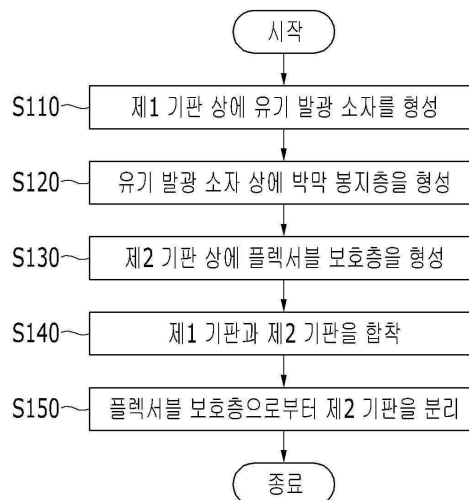 시작
S110 제1 기판 상에 유기 발광 소자를 형성
S120 유기 발광 소자 상에 박막 봉지층을 형성
S130 제2 기판 상에 플렉서블 보호층을 형성
S140 제1 기판과 제2 기판을 합착
S150 플렉서블 보호층으로부터 제2 기판을 분리
종료